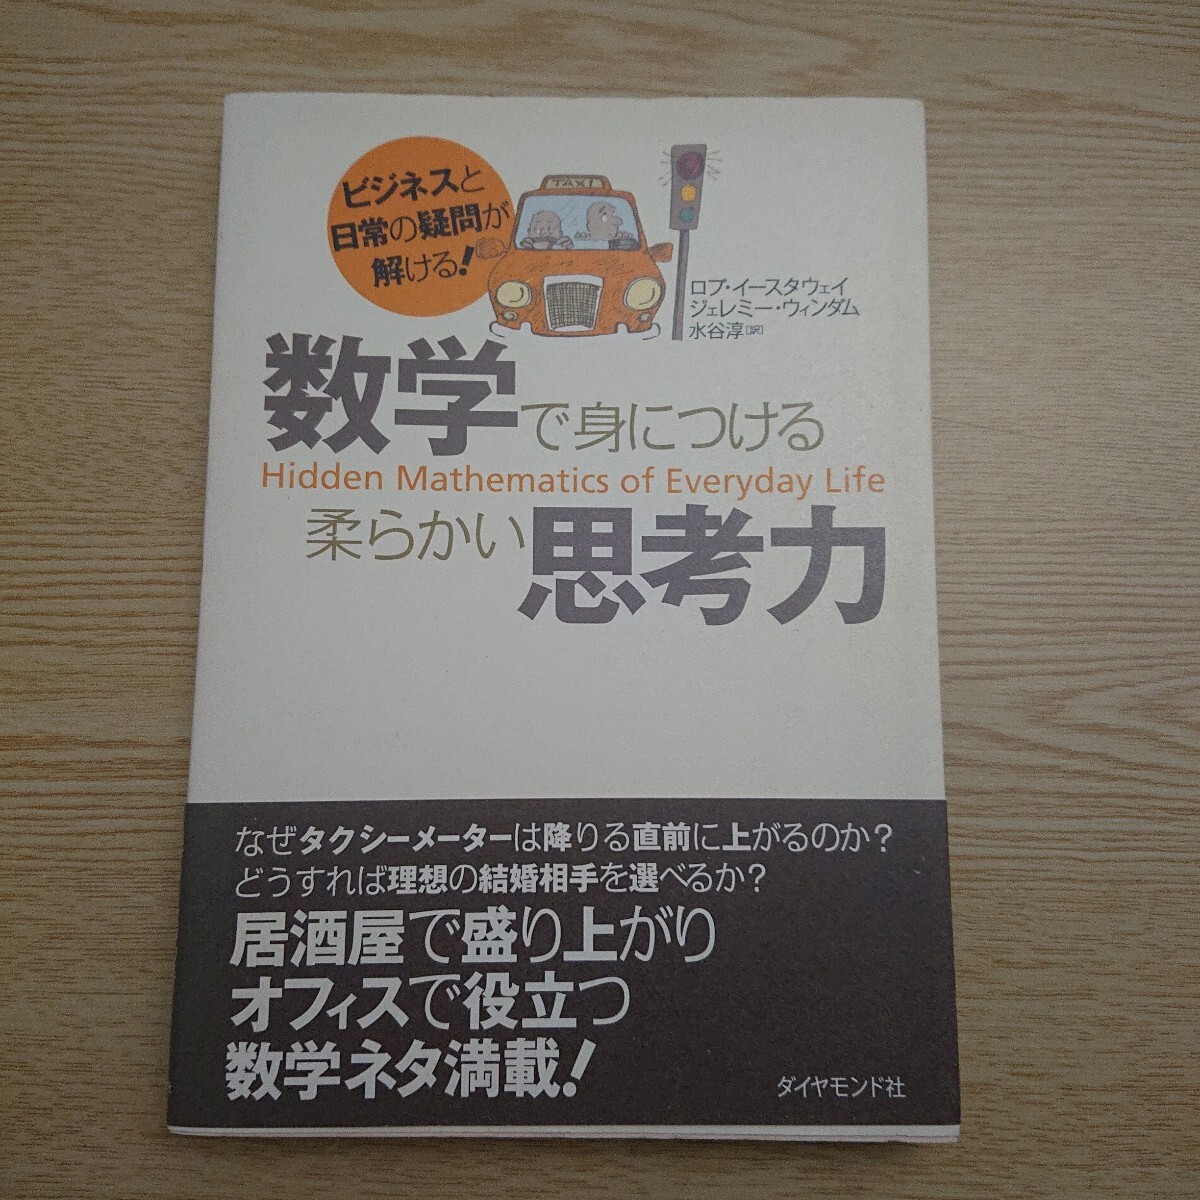 ビジネスと
日常の疑問が
解ける!
TAXI
ロブ・イースタウェイ
ジェレミー・ウィンダム
水谷淳[訳]
数学で身につける
Hidden Mathematics of Everyday Life
柔らかい思考力
なぜタクシーメーターは降りる直前に上がるのか?
どうすれば理想の結婚相手を選べるか?
居酒屋で盛り上がり
オフィスで役立つ
数学ネタ満載!
ダイヤモンド社